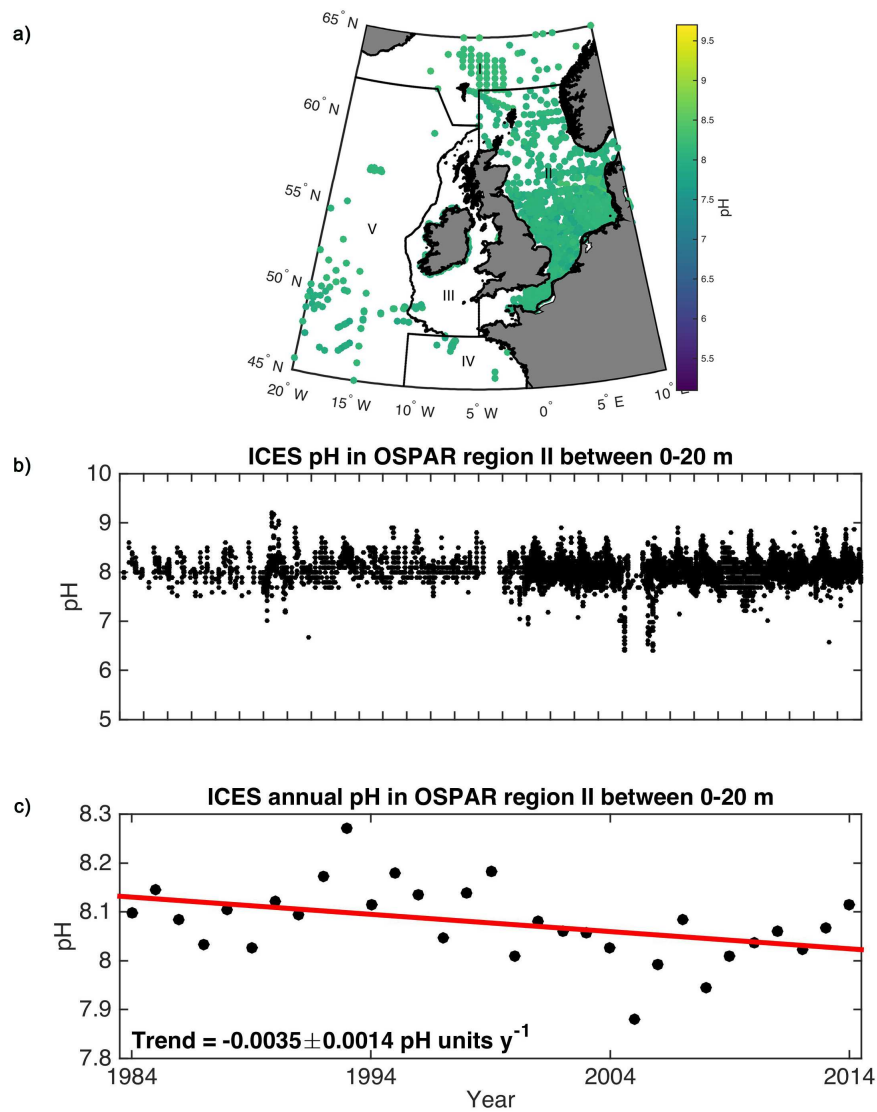 a)
65° N
60° N
55° N
50° N
45° N
20° W
15° W
10° W
5° W
0°
5° E
10°
I
II
V
III
IV
9.5
9
8.5
8
7.5
7
6.5
6
5.5
pH
b)
ICES pH in OSPAR region II between 0-20 m
10
9
8
7
6
5
pH
c)
ICES annual pH in OSPAR region II between 0-20 m
8.3
8.2
8.1
8
7.9
7.8
pH
Trend = -0.0035±0.0014 pH units y⁻¹
1984
1994
2004
2014
Year